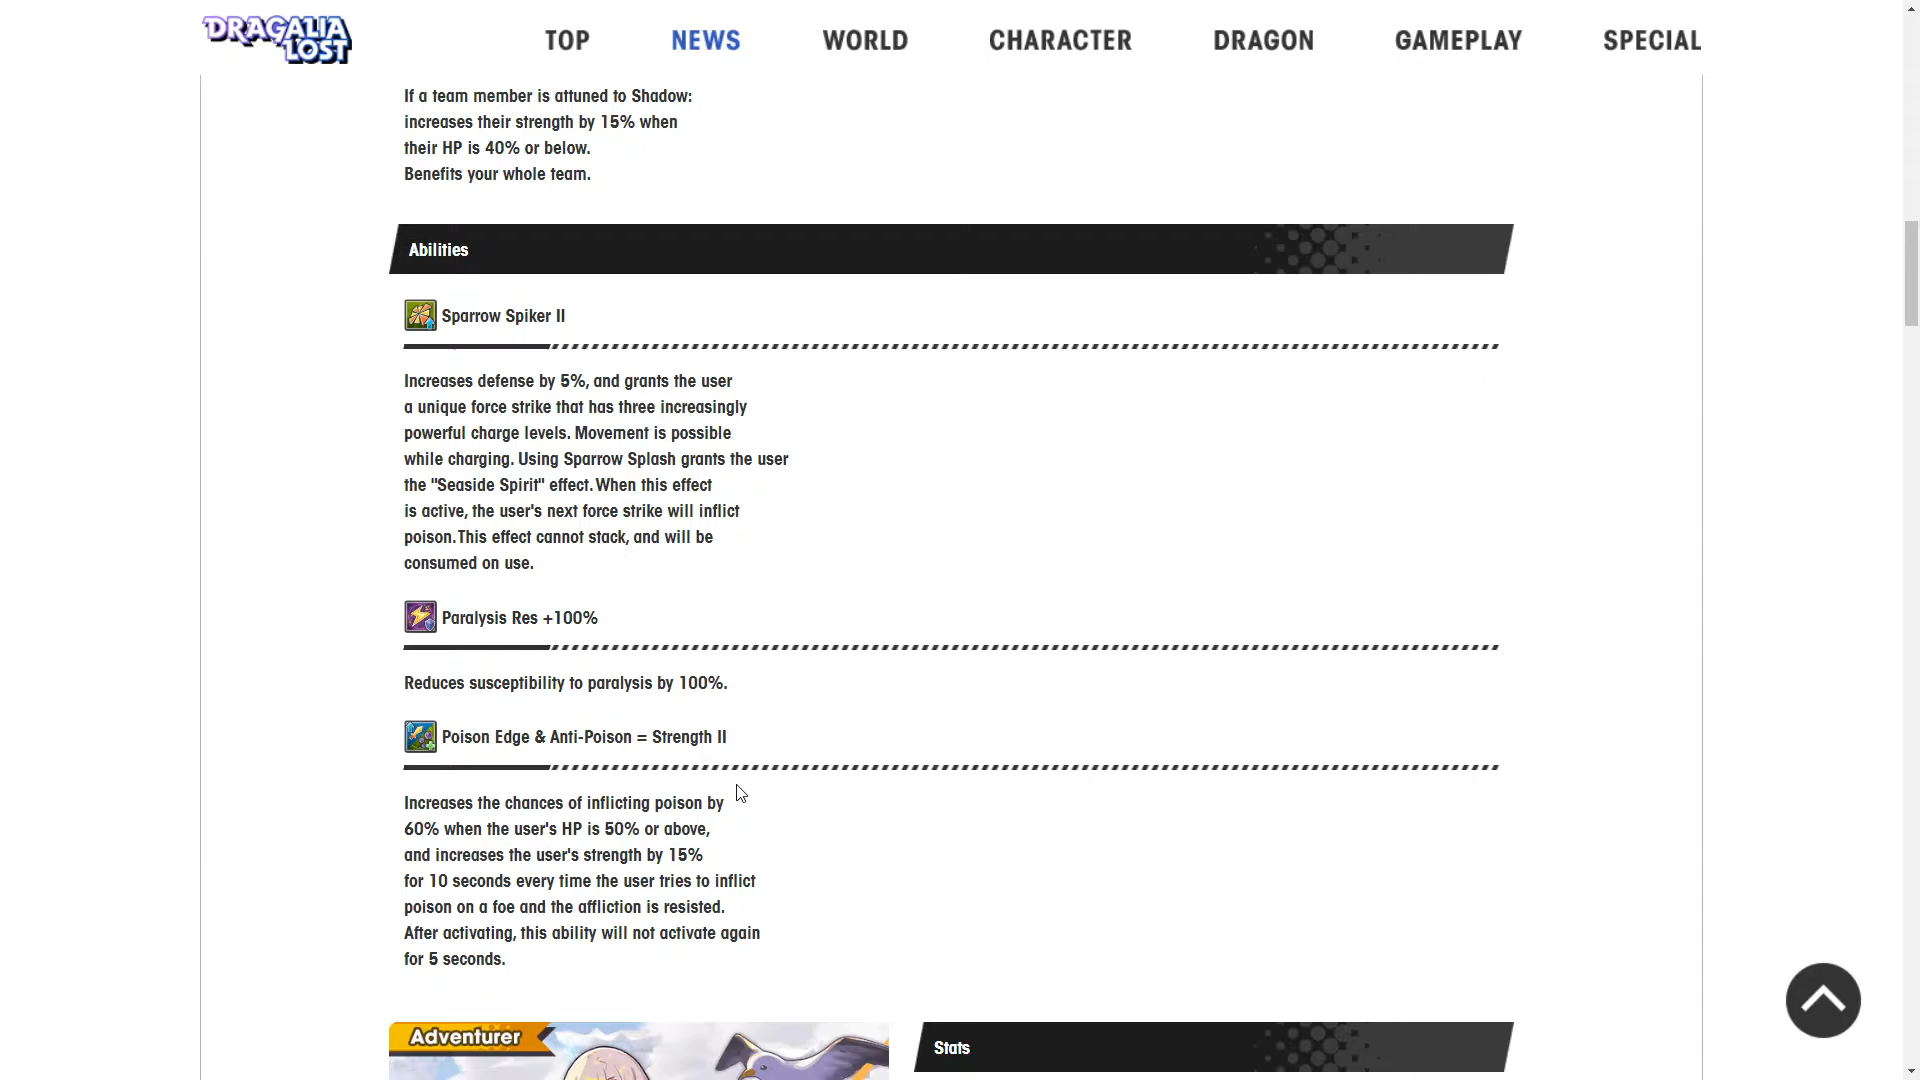 DRAGALIA
LOST
TOP NEWS WORLD CHARACTER DRAGON GAMEPLAY SPECIAL
If a team member is attuned to Shadow:
increases their strength by 15% when
their HP is 40% or below.
Benefits your whole team.
Abilities
Sparrow Spiker II
Increases defense by 5%, and grants the user
a unique force strike that has three increasingly
powerful charge levels. Movement is possible
while charging. Using Sparrow Splash grants the user
the "Seaside Spirit" effect. When this effect
is active, the user's next force strike will inflict
poison. This effect cannot stack, and will be
consumed on use.
Paralysis Res +100%
Reduces susceptibility to paralysis by 100%.
Poison Edge & Anti-Poison = Strength II
Increases the chances of inflicting poison by
60% when the user's HP is 50% or above,
and increases the user's strength by 15%
for 10 seconds every time the user tries to inflict
poison on a foe and the affliction is resisted.
After activating, this ability will not activate again
for 5 seconds.
Adventurer
Stats